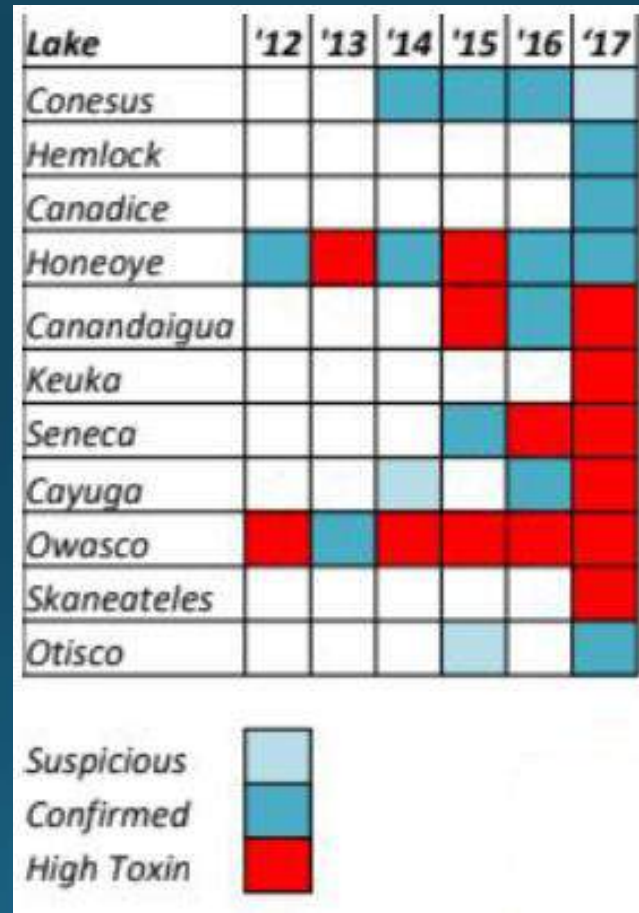 Lake '12 '13 '14 '15 '16 ‘17
Conesus
Hemlock
Canadice
Honeoye
Canandaigua
Keuka
Seneca
Cayuga
Owasco
Skaneateles
Otisco
Suspicious
Confirmed
High Toxin